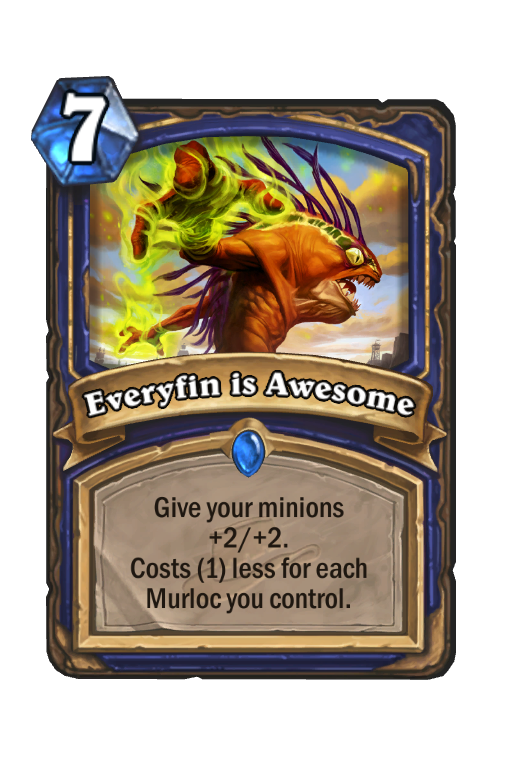 7
Everyfin is Awesome
Give your minions
+2/+2.
Costs (1) less for each
Murloc you control.